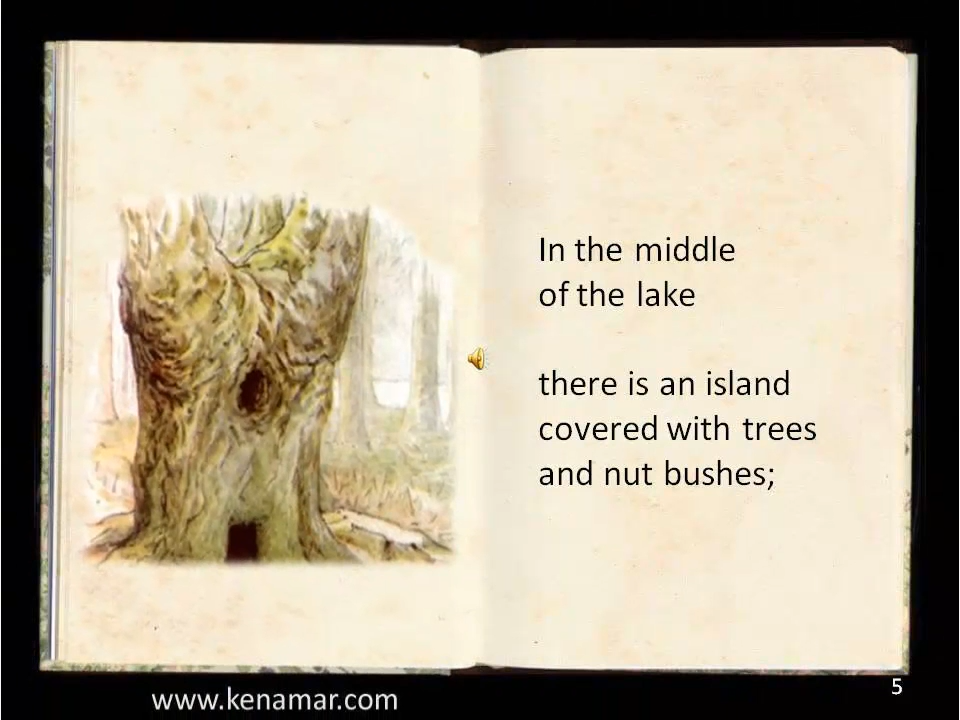 In the middle
of the lake
there is an island
covered with trees
and nut bushes;
www.kenamar.com
5